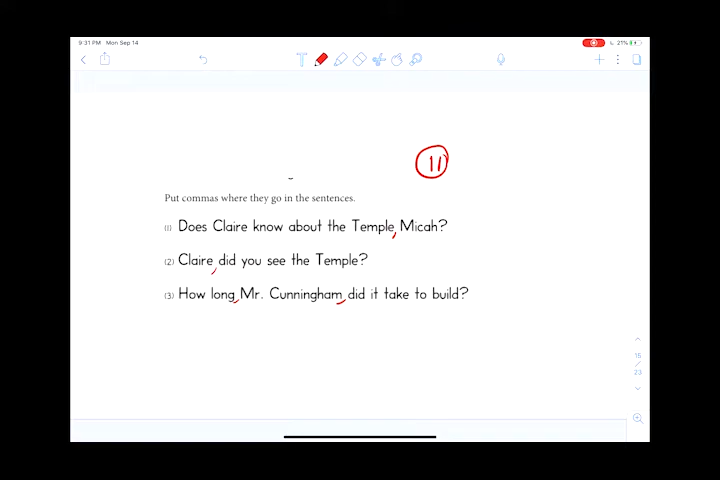 9:31 PM Mon Sep 14
21%
T
11
Put commas where they go in the sentences.
(1) Does Claire know about the Temple, Micah?
(2) Claire, did you see the Temple?
(3) How long, Mr. Cunningham, did it take to build?
15
/
23